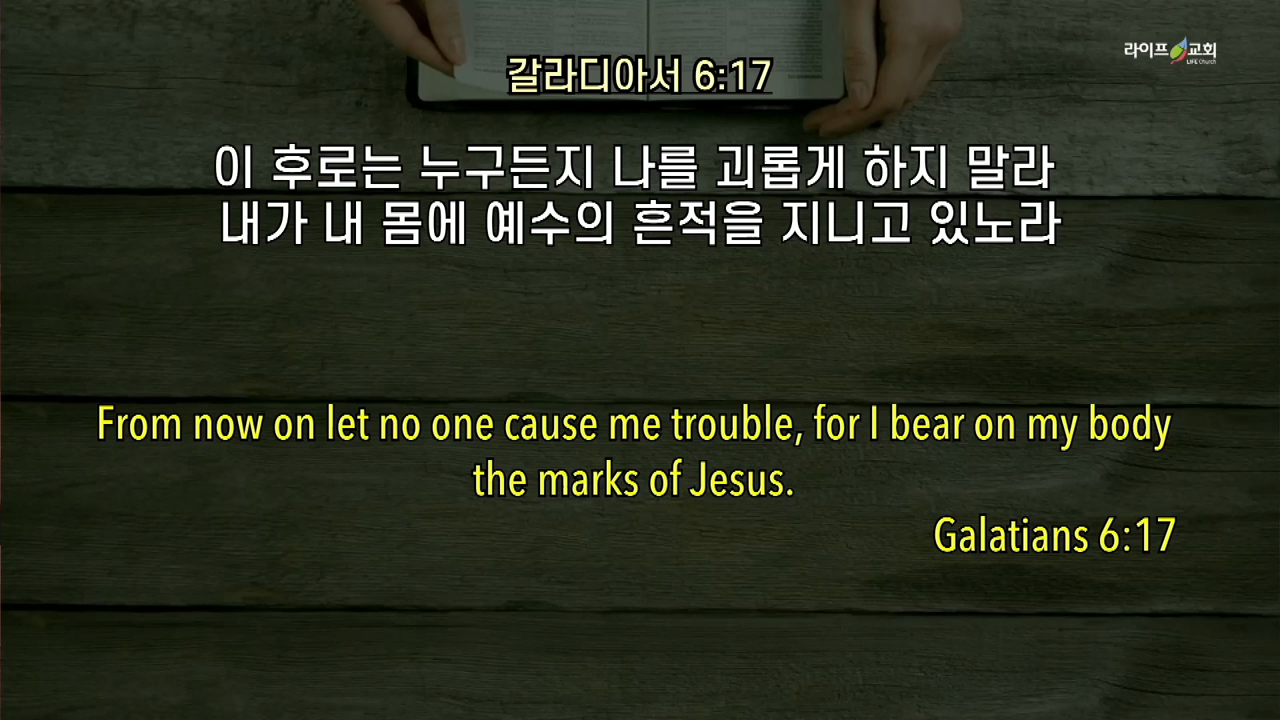 라이프 교회
LIFE Church
갈라디아서 6:17
이 후로는 누구든지 나를 괴롭게 하지 말라
내가 내 몸에 예수의 흔적을 지니고 있노라
From now on let no one cause me trouble, for I bear on my body
the marks of Jesus.
Galatians 6:17